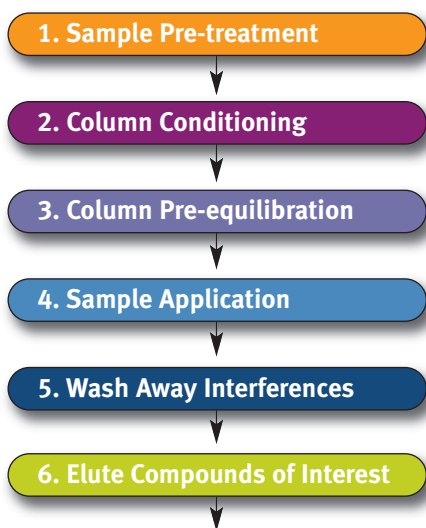 1. Sample Pre-treatment
2. Column Conditioning
3. Column Pre-equilibration
4. Sample Application
5. Wash Away Interferences
6. Elute Compounds of Interest